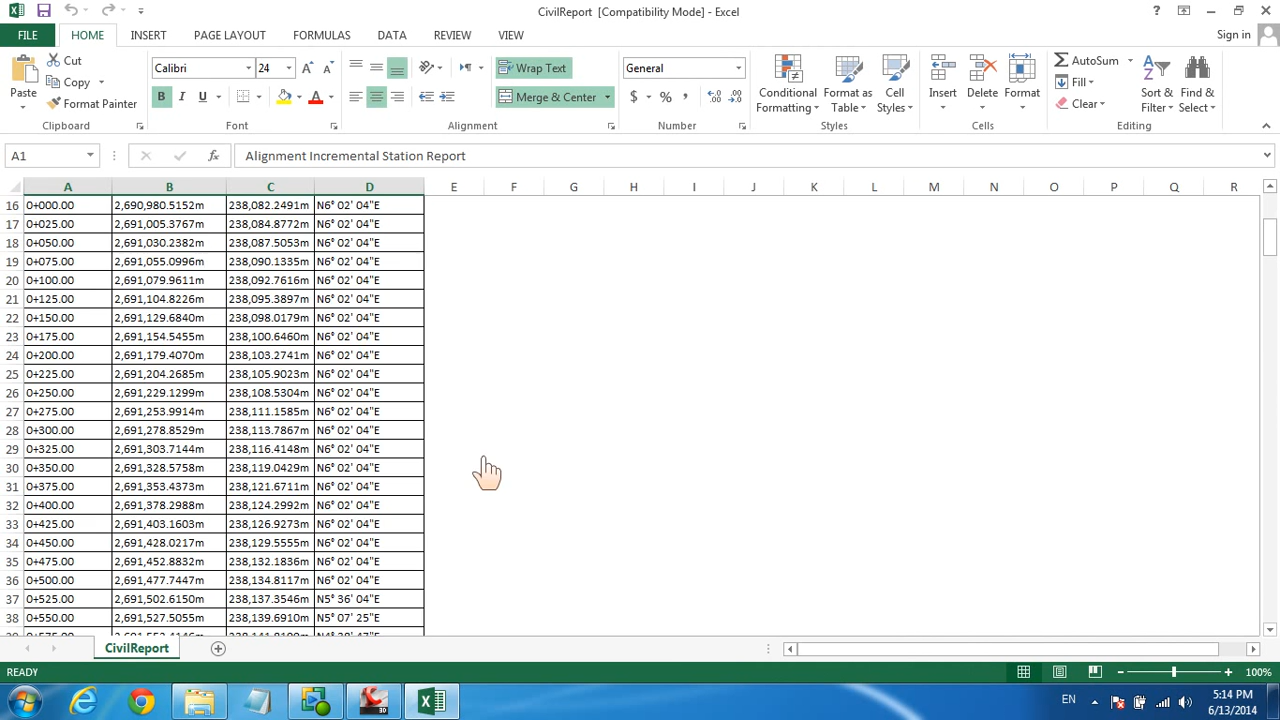 CivilReport [Compatibility Mode] - Excel
FILE HOME INSERT PAGE LAYOUT FORMULAS DATA REVIEW VIEW Sign in
Cut
Copy
Format Painter
Paste
Clipboard
Calibri 24
B I U
Font
Wrap Text
Merge & Center
Alignment
General
$ % ,
Number
Conditional Formatting
Format as Table
Cell Styles
Styles
Insert Delete Format
Cells
AutoSum
Fill
Clear
Sort & Filter
Find & Select
Editing
A1 fx Alignment Incremental Station Report
A B C D E F G H I J K L M N O P Q R
16 0+000.00 2,690,980.5152m 238,082.2491m N6° 02' 04"E
17 0+025.00 2,691,005.3767m 238,084.8772m N6° 02' 04"E
18 0+050.00 2,691,030.2382m 238,087.5053m N6° 02' 04"E
19 0+075.00 2,691,055.0996m 238,090.1335m N6° 02' 04"E
20 0+100.00 2,691,079.9611m 238,092.7616m N6° 02' 04"E
21 0+125.00 2,691,104.8226m 238,095.3897m N6° 02' 04"E
22 0+150.00 2,691,129.6840m 238,098.0179m N6° 02' 04"E
23 0+175.00 2,691,154.5455m 238,100.6460m N6° 02' 04"E
24 0+200.00 2,691,179.4070m 238,103.2741m N6° 02' 04"E
25 0+225.00 2,691,204.2685m 238,105.9023m N6° 02' 04"E
26 0+250.00 2,691,229.1299m 238,108.5304m N6° 02' 04"E
27 0+275.00 2,691,253.9914m 238,111.1585m N6° 02' 04"E
28 0+300.00 2,691,278.8529m 238,113.7867m N6° 02' 04"E
29 0+325.00 2,691,303.7144m 238,116.4148m N6° 02' 04"E
30 0+350.00 2,691,328.5758m 238,119.0429m N6° 02' 04"E
31 0+375.00 2,691,353.4373m 238,121.6711m N6° 02' 04"E
32 0+400.00 2,691,378.2988m 238,124.2992m N6° 02' 04"E
33 0+425.00 2,691,403.1603m 238,126.9273m N6° 02' 04"E
34 0+450.00 2,691,428.0217m 238,129.5555m N6° 02' 04"E
35 0+475.00 2,691,452.8832m 238,132.1836m N6° 02' 04"E
36 0+500.00 2,691,477.7447m 238,134.8117m N6° 02' 04"E
37 0+525.00 2,691,502.6150m 238,137.3546m N5° 36' 04"E
38 0+550.00 2,691,527.5055m 238,139.6910m N5° 07' 25"E
CivilReport
READY 100%
EN 5:14 PM
6/13/2014